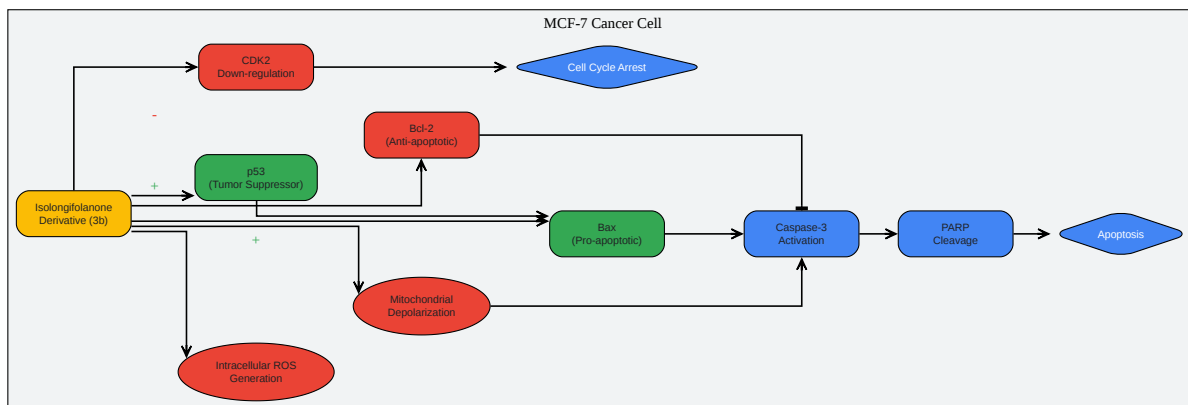 MCF-7 Cancer Cell
CDK2
Down-regulation
Cell Cycle Arrest
-
Bcl-2
(Anti-apoptotic)
p53
(Tumor Suppressor)
+
Isolongifolanone
Derivative (3b)
+
Bax
(Pro-apoptotic)
Caspase-3
Activation
PARP
Cleavage
Apoptosis
Mitochondrial
Depolarization
Intracellular ROS
Generation